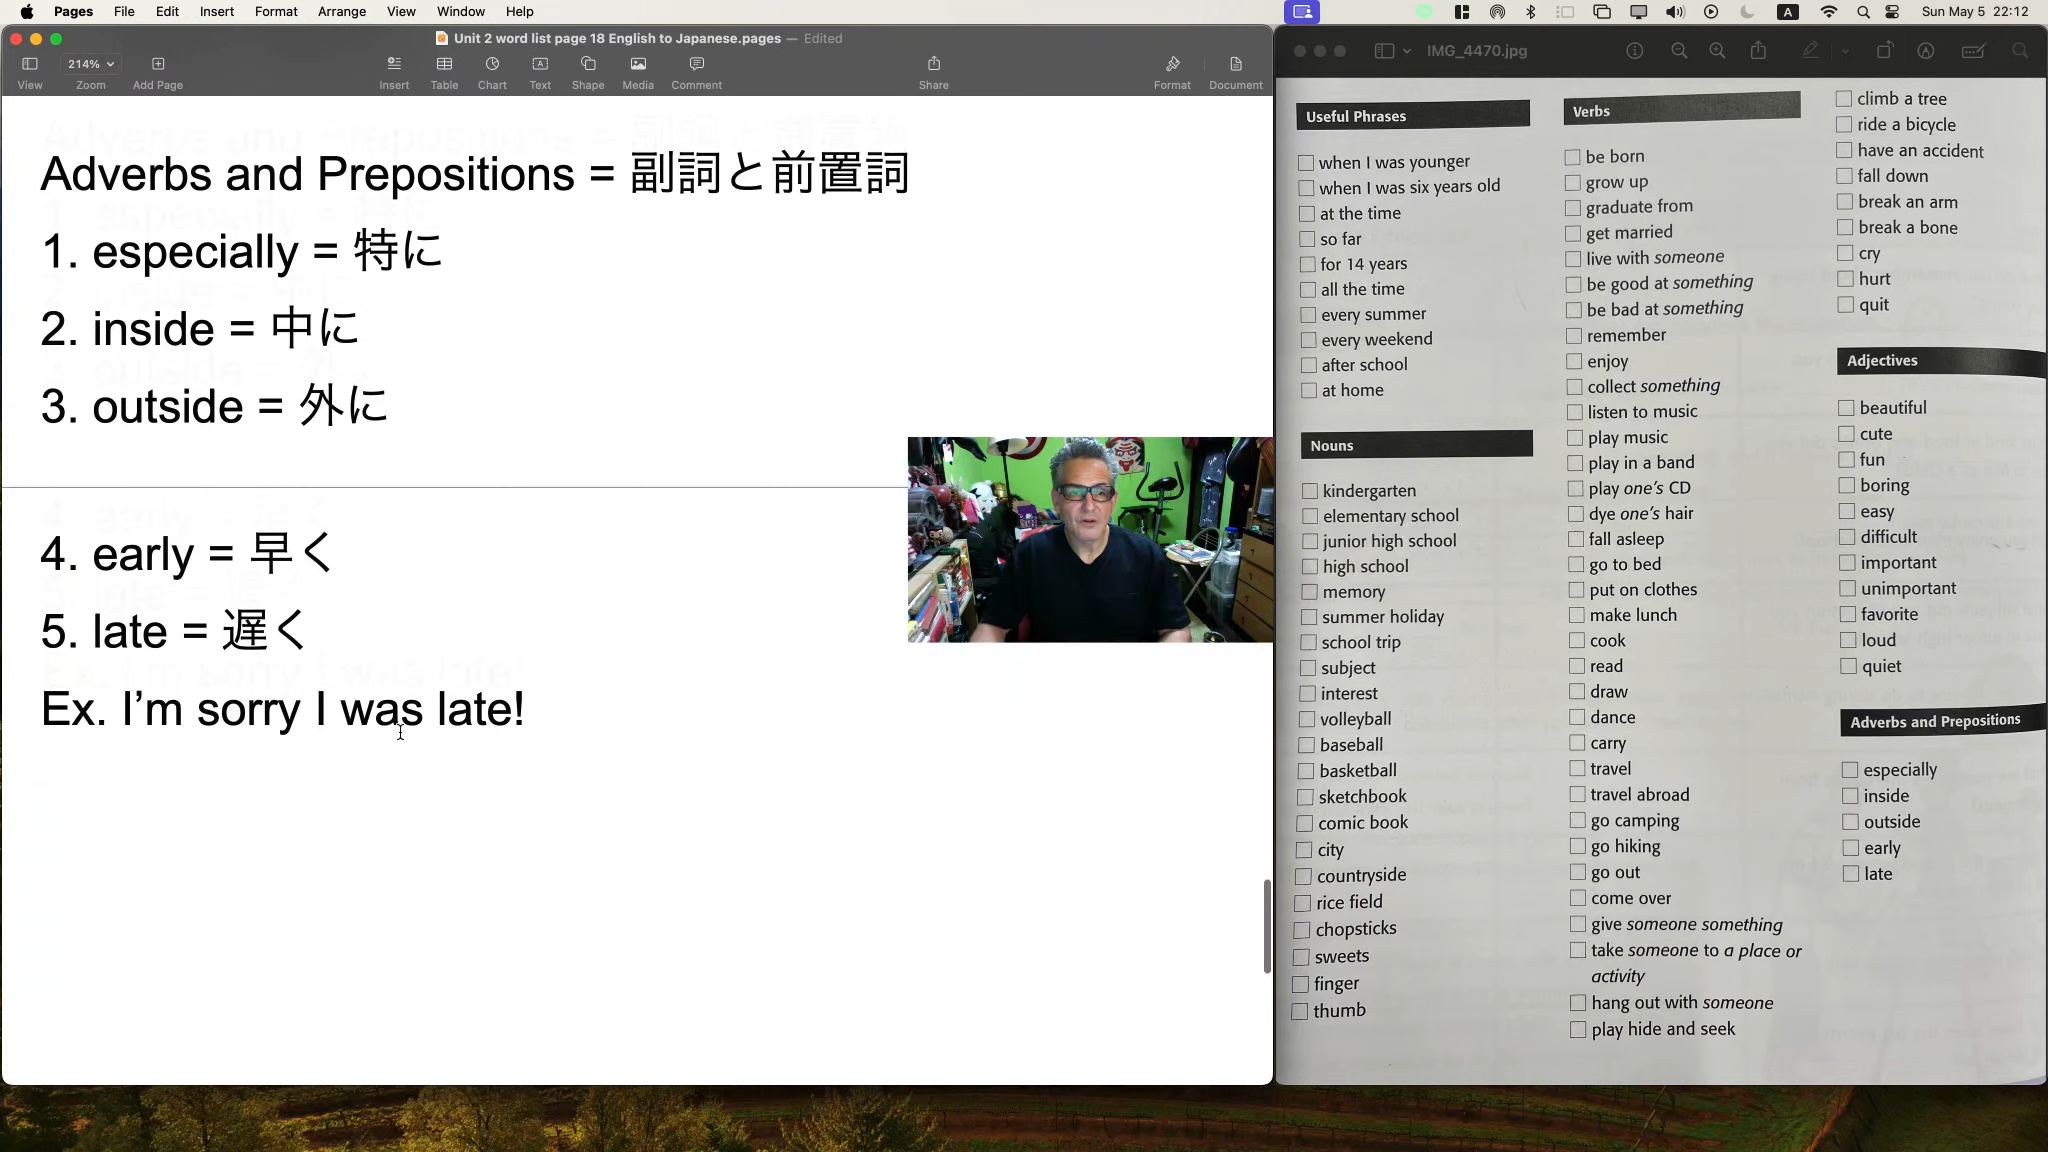 Pages File Edit Insert Format Arrange View Window Help
A Sun May 5 22:12
Unit 2 word list page 18 English to Japanese.pages — Edited
214%
View Zoom Add Page Insert Table Chart Text Shape Media Comment Share Format Document
Adverbs and Prepositions = 副詞と前置詞
1. especially = 特に
2. inside = 中に
3. outside = 外に
4. early = 早く
5. late = 遅く
Ex. I’m sorry I was late!
IMG_4470.jpg
Useful Phrases
when I was younger
when I was six years old
at the time
so far
for 14 years
all the time
every summer
every weekend
after school
at home
Nouns
kindergarten
elementary school
junior high school
high school
memory
summer holiday
school trip
subject
interest
volleyball
baseball
basketball
sketchbook
comic book
city
countryside
rice field
chopsticks
sweets
finger
thumb
Verbs
be born
grow up
graduate from
get married
live with someone
be good at something
be bad at something
remember
enjoy
collect something
listen to music
play music
play in a band
play one’s CD
dye one’s hair
fall asleep
go to bed
put on clothes
make lunch
cook
read
draw
dance
carry
travel
travel abroad
go camping
go hiking
go out
come over
give someone something
take someone to a place or
activity
hang out with someone
play hide and seek
climb a tree
ride a bicycle
have an accident
fall down
break an arm
break a bone
cry
hurt
quit
Adjectives
beautiful
cute
fun
boring
easy
difficult
important
unimportant
favorite
loud
quiet
Adverbs and Prepositions
especially
inside
outside
early
late